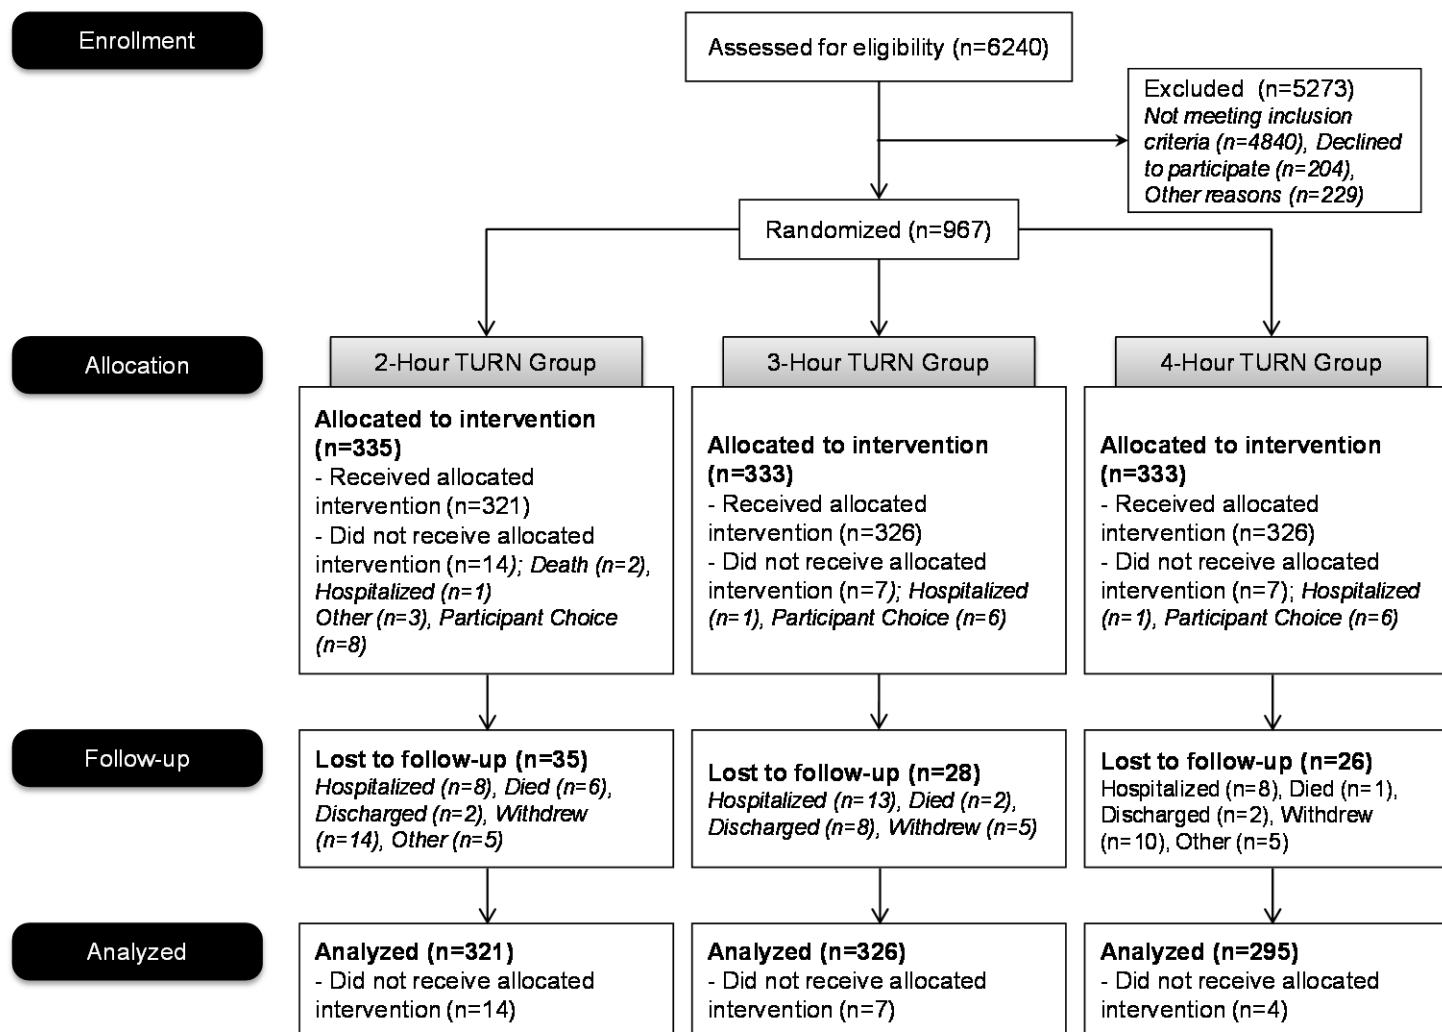 Enrollment
Assessed for eligibility (n=6240)
Excluded (n=5273)
Not meeting inclusion
criteria (n=4840), Declined
to participate (n=204),
Other reasons (n=229)
Randomized (n=967)
Allocation
2-Hour TURN Group
Allocated to intervention
(n=335)
- Received allocated
intervention (n=321)
- Did not receive allocated
intervention (n=14); Death (n=2),
Hospitalized (n=1)
Other (n=3), Participant Choice
(n=8)
3-Hour TURN Group
Allocated to intervention
(n=333)
- Received allocated
intervention (n=326)
- Did not receive allocated
intervention (n=7); Hospitalized
(n=1), Participant Choice (n=6)
4-Hour TURN Group
Allocated to intervention
(n=333)
- Received allocated
intervention (n=326)
- Did not receive allocated
intervention (n=7); Hospitalized
(n=1), Participant Choice (n=6)
Follow-up
Lost to follow-up (n=35)
Hospitalized (n=8), Died (n=6),
Discharged (n=2), Withdrew
(n=14), Other (n=5)
Lost to follow-up (n=28)
Hospitalized (n=13), Died (n=2),
Discharged (n=8), Withdrew (n=5)
Lost to follow-up (n=26)
Hospitalized (n=8), Died (n=1),
Discharged (n=2), Withdrew
(n=10), Other (n=5)
Analyzed
Analyzed (n=321)
- Did not receive allocated
intervention (n=14)
Analyzed (n=326)
- Did not receive allocated
intervention (n=7)
Analyzed (n=295)
- Did not receive allocated
intervention (n=4)